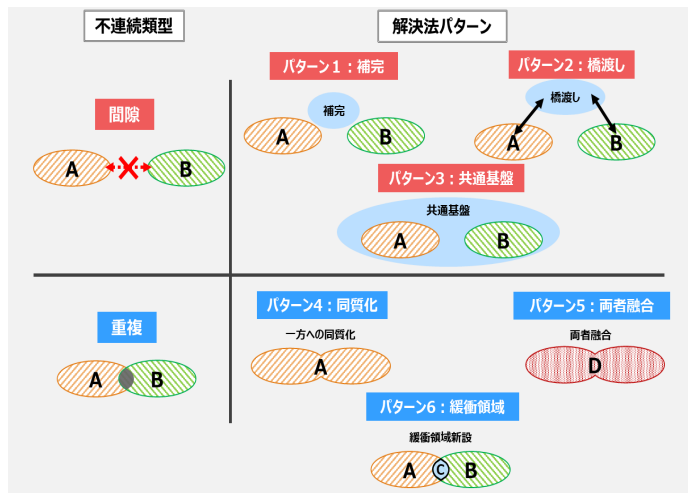 不連続類型
解決法パターン
間隙
A
B
パターン１：補完
補完
A
B
パターン2：橋渡し
橋渡し
A
B
パターン3：共通基盤
共通基盤
A
B
重複
A
B
パターン4：同質化
一方への同質化
A
パターン5：両者融合
両者融合
D
パターン6：緩衝領域
緩衝領域新設
A
C
B